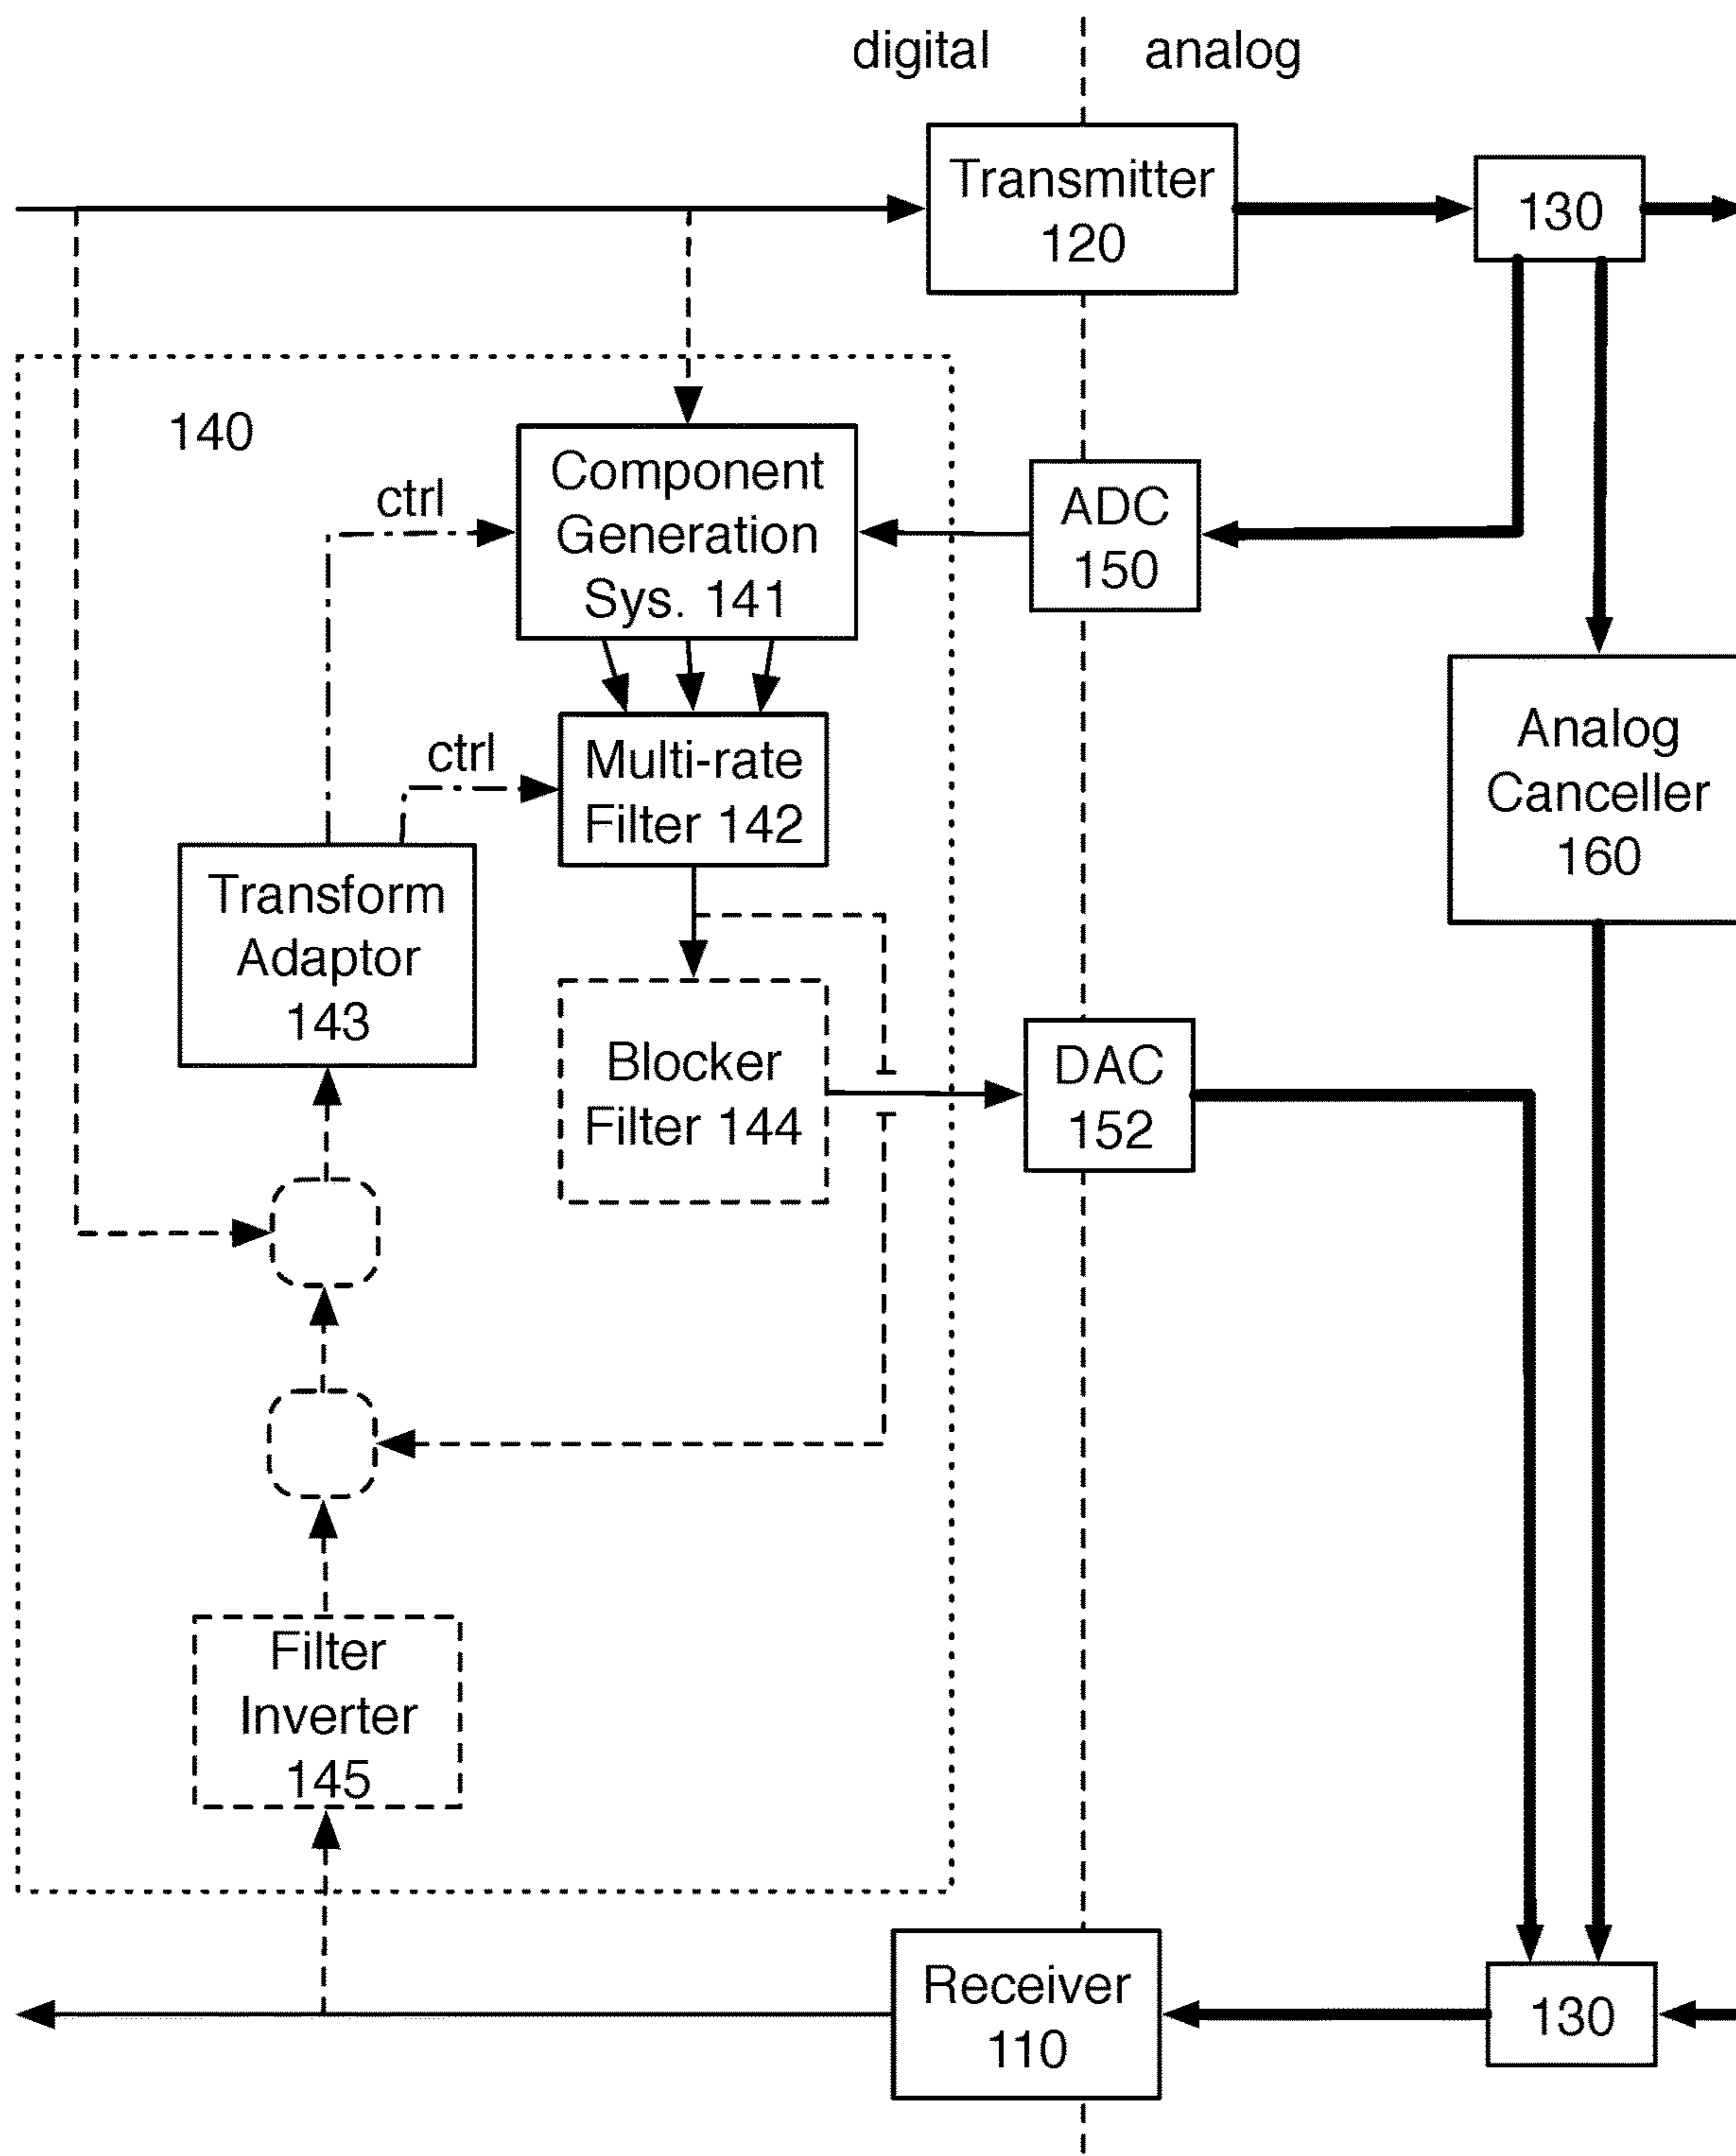 digital
analog
Transmitter
120
130
140
ctrl
Component
Generation
Sys. 141
ADC
150
ctrl
Multi-rate
Filter 142
Analog
Canceller
160
Transform
Adaptor
143
Blocker
Filter 144
DAC
152
Filter
Inverter
145
Receiver
110
130